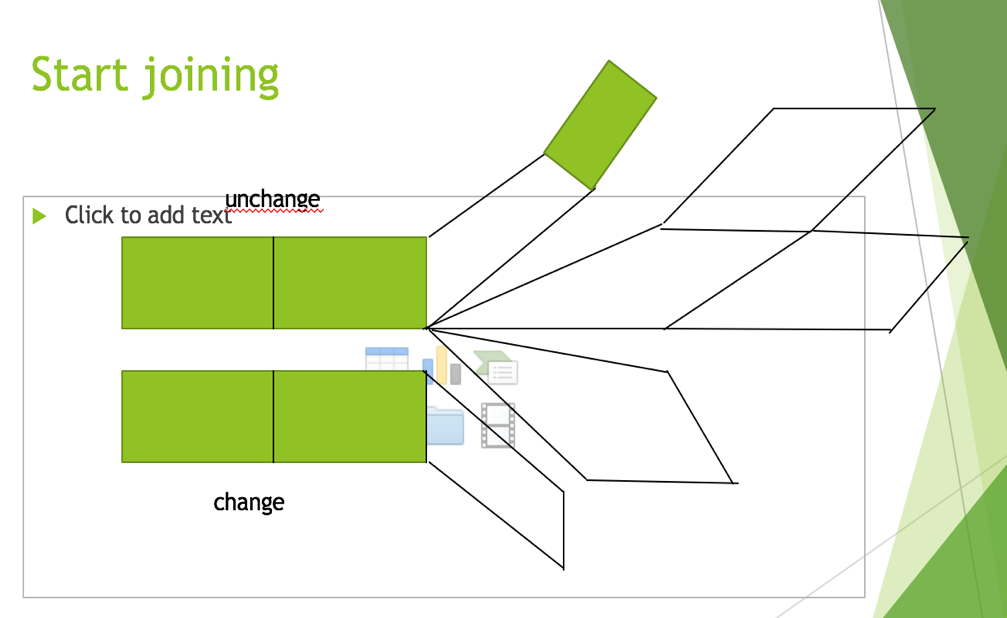 Start joining
unchange
Click to add text
change